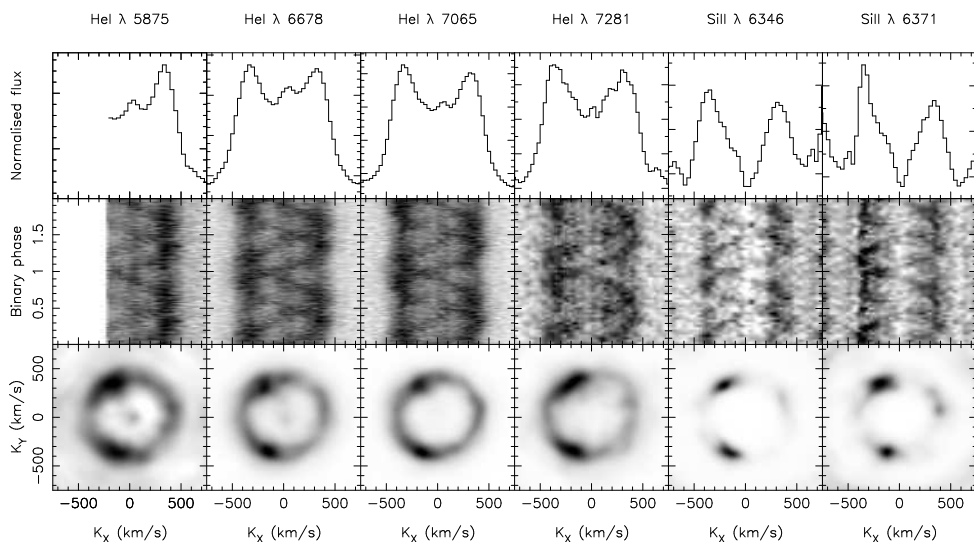 HeI λ 5875 HeI λ 6678 HeI λ 7065 HeI λ 7281 SiII λ 6346 SiII λ 6371
Normalised flux
Binary phase
1.5
1
0.5
K_Y (km/s)
500
0
−500
−500 0 500 −500 0 500 −500 0 500 −500 0 500 −500 0 500 −500 0 500
K_X (km/s) K_X (km/s) K_X (km/s) K_X (km/s) K_X (km/s) K_X (km/s)